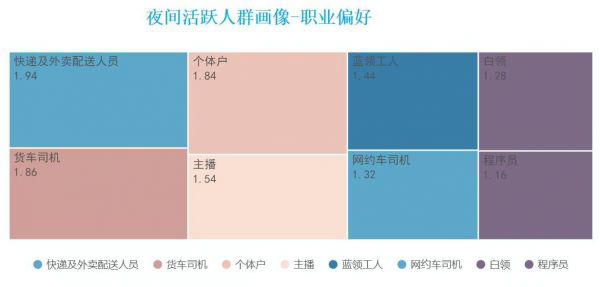 夜间活跃人群画像-职业偏好
快递及外卖配送人员
1.94
个体户
1.84
蓝领工人
1.44
白领
1.28
货车司机
1.86
主播
1.54
网约车司机
1.32
程序员
1.16
快递及外卖配送人员 货车司机 个体户 主播 蓝领工人 网约车司机 白领 程序员